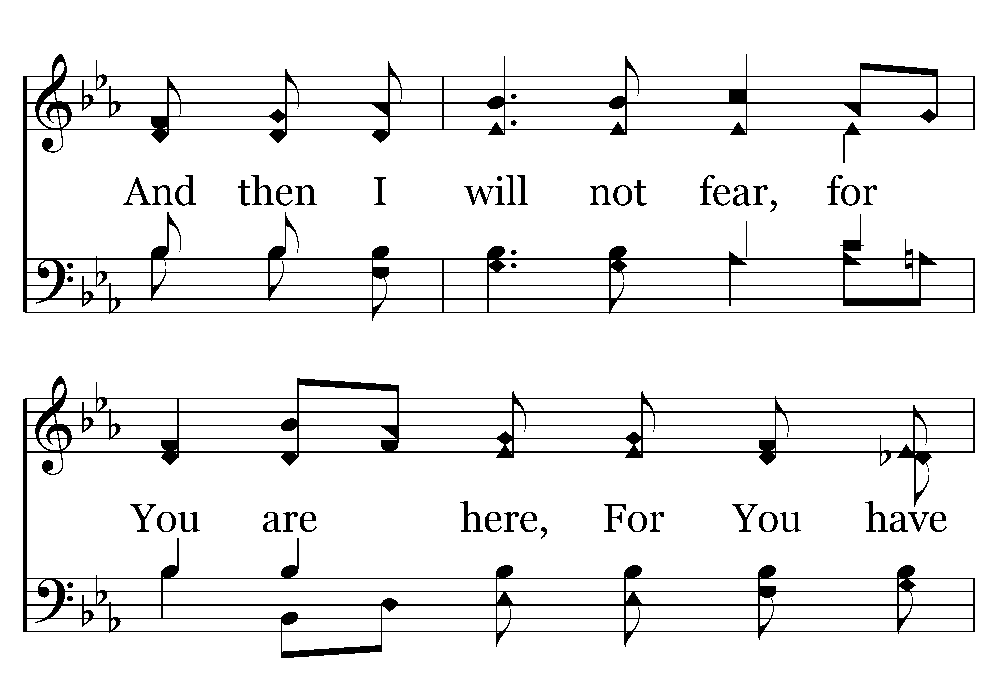 And then I will not fear, for
You are here, For You have